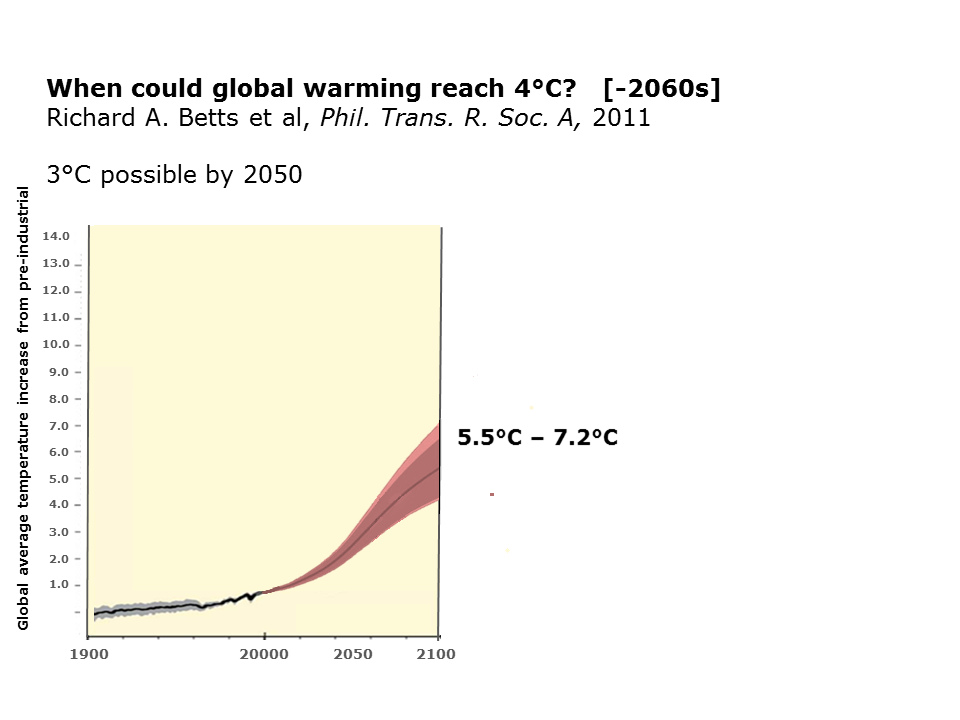 When could global warming reach 4°C? [-2060s]
Richard A. Betts et al, Phil. Trans. R. Soc. A, 2011
3°C possible by 2050
Global average temperature increase from pre-industrial
14.0
13.0
12.0
11.0
10.0
9.0
8.0
7.0
6.0
5.0
4.0
3.0
2.0
1.0
5.5°C – 7.2°C
1900 20000 2050 2100